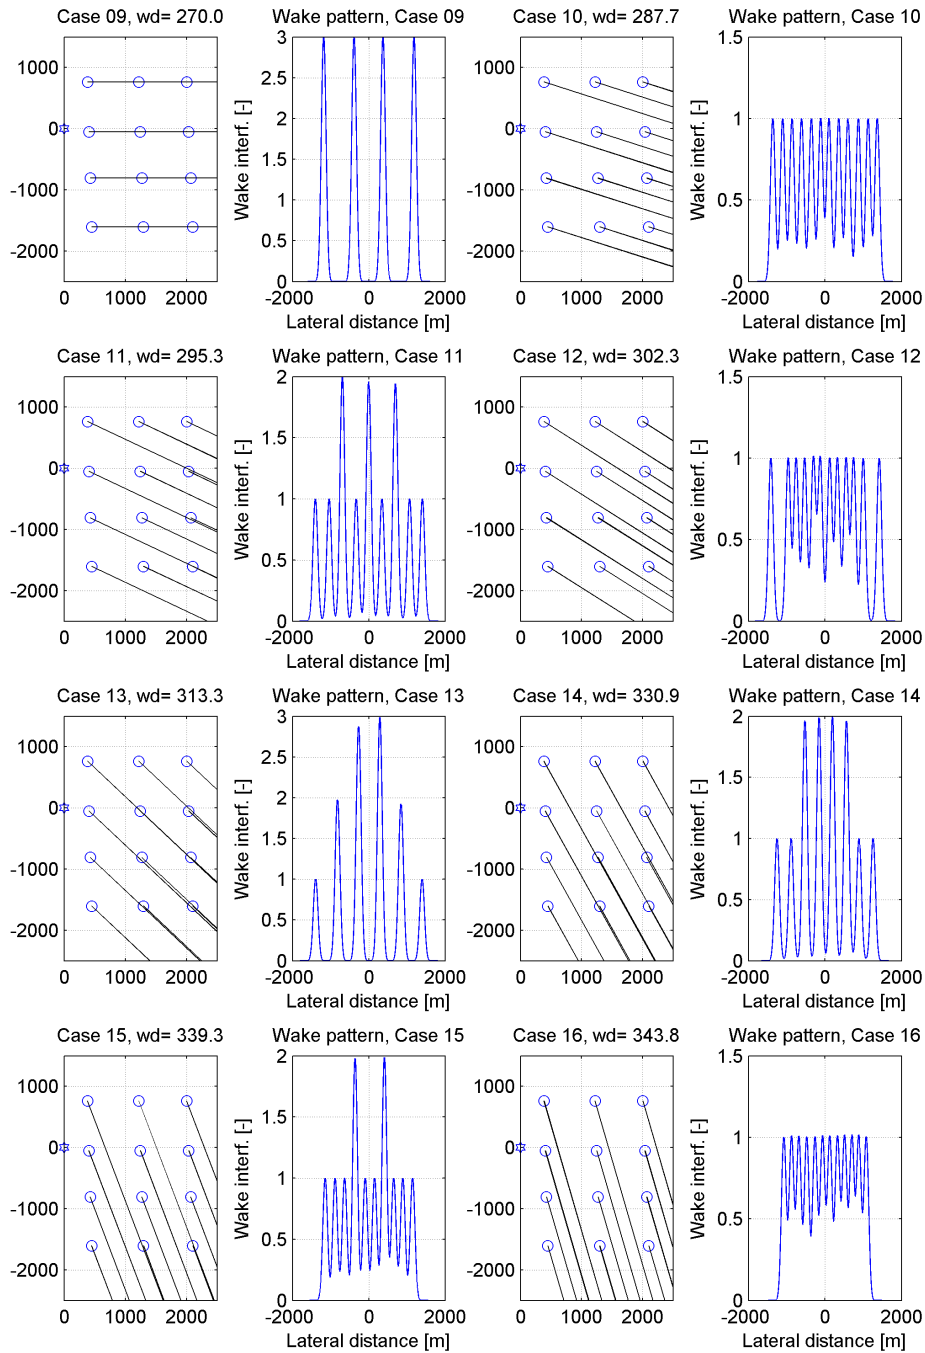 Case 09, wd= 270.0
1000
0
-1000
-2000
0 1000 2000
Wake pattern, Case 09
Wake interf. [-]
3
2.5
2
1.5
1
0.5
0
-2000 0 2000
Lateral distance [m]
Case 10, wd= 287.7
1000
0
-1000
-2000
0 1000 2000
Wake pattern, Case 10
Wake interf. [-]
1.5
1
0.5
0
-2000 0 2000
Lateral distance [m]
Case 11, wd= 295.3
1000
0
-1000
-2000
0 1000 2000
Wake pattern, Case 11
Wake interf. [-]
2
1.5
1
0.5
0
-2000 0 2000
Lateral distance [m]
Case 12, wd= 302.3
1000
0
-1000
-2000
0 1000 2000
Wake pattern, Case 12
Wake interf. [-]
1.5
1
0.5
0
-2000 0 2000
Lateral distance [m]
Case 13, wd= 313.3
1000
0
-1000
-2000
0 1000 2000
Wake pattern, Case 13
Wake interf. [-]
3
2.5
2
1.5
1
0.5
0
-2000 0 2000
Lateral distance [m]
Case 14, wd= 330.9
1000
0
-1000
-2000
0 1000 2000
Wake pattern, Case 14
Wake interf. [-]
2
1.5
1
0.5
0
-2000 0 2000
Lateral distance [m]
Case 15, wd= 339.3
1000
0
-1000
-2000
0 1000 2000
Wake pattern, Case 15
Wake interf. [-]
2
1.5
1
0.5
0
-2000 0 2000
Lateral distance [m]
Case 16, wd= 343.8
1000
0
-1000
-2000
0 1000 2000
Wake pattern, Case 16
Wake interf. [-]
1.5
1
0.5
0
-2000 0 2000
Lateral distance [m]